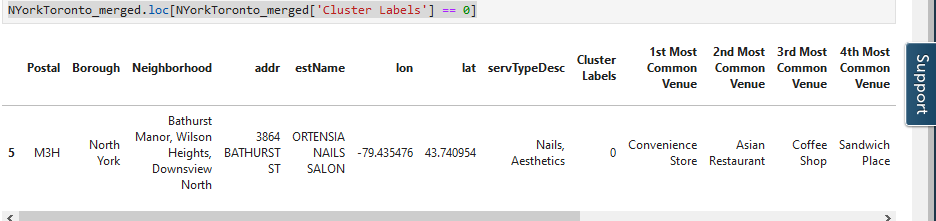 NYorkToronto_merged.loc[NYorkToronto_merged['Cluster Labels'] == 0]
Postal Borough Neighborhood addr estName lon lat servTypeDesc Cluster Labels 1st Most Common Venue 2nd Most Common Venue 3rd Most Common Venue 4th Most Common Venue
5 M3H North York Bathurst Manor, Wilson Heights, Downsview North 3864 BATHURST ST ORTENSIA NAILS SALON -79.435476 43.740954 Nails, Aesthetics 0 Convenience Store Asian Restaurant Coffee Shop Sandwich Place
Support